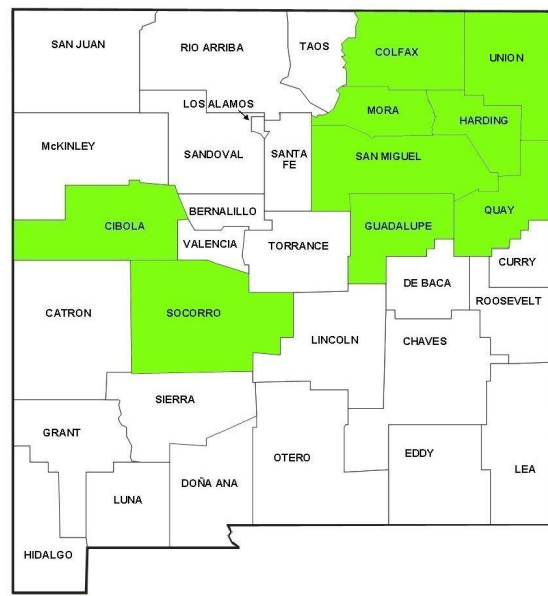 SAN JUAN
RIO ARRIBA
TAOS
COLFAX
UNION
LOS ALAMOS
MORA
HARDING
McKINLEY
SANDOVAL
SANTA
FE
SAN MIGUEL
CIBOLA
BERNALILLO
VALENCIA
TORRANCE
GUADALUPE
QUAY
CURRY
DE BACA
ROOSEVELT
CATRON
SOCORRO
LINCOLN
CHAVES
SIERRA
GRANT
OTERO
EDDY
LEA
DOÑA ANA
LUNA
HIDALGO